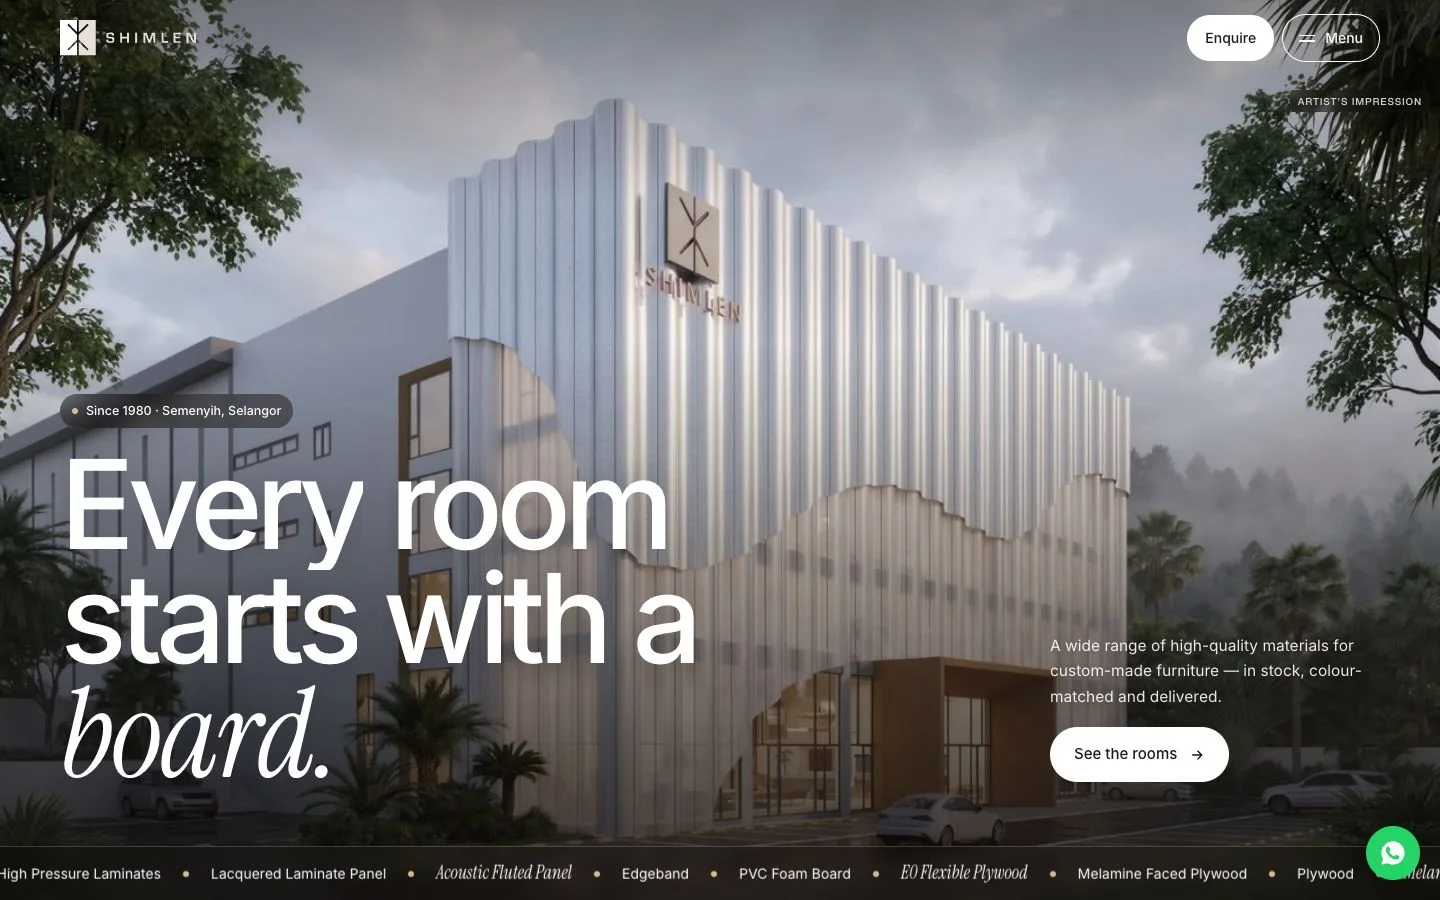 SHIMLEN
Enquire
Menu
ARTIST'S IMPRESSION
SHIMLEN
Since 1980 · Semenyih, Selangor
Every room
starts with a
board.
A wide range of high-quality materials for
custom-made furniture — in stock, colour-
matched and delivered.
See the rooms →
High Pressure Laminates • Lacquered Laminate Panel • Acoustic Fluted Panel • Edgeband • PVC Foam Board • E0 Flexible Plywood • Melamine Faced Plywood • Plywood